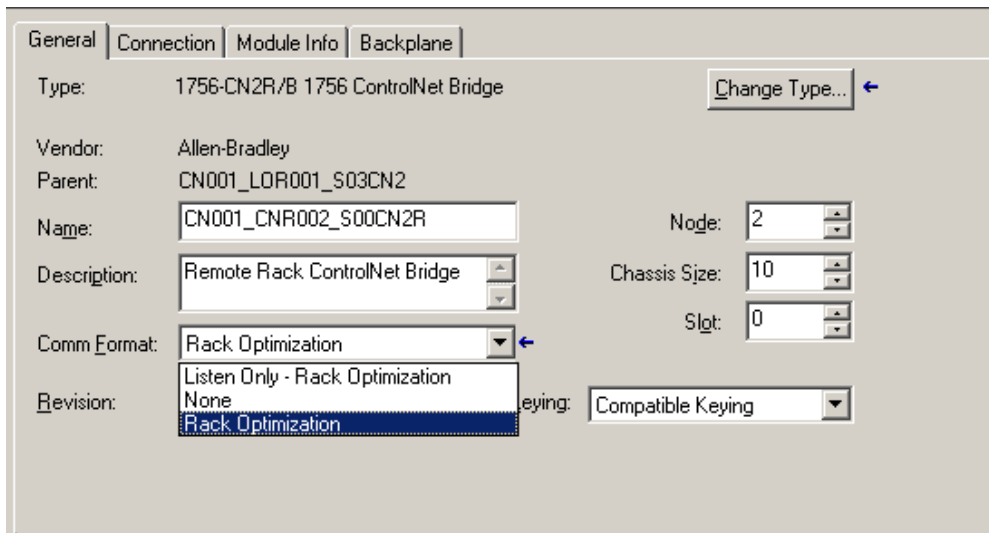 General Connection Module Info Backplane
Type: 1756-CN2R/B 1756 ControlNet Bridge Change Type...
Vendor: Allen-Bradley
Parent: CN001_LOR001_S03CN2
Name: CN001_CNR002_S00CN2R Node: 2
Description: Remote Rack ControlNet Bridge Chassis Size: 10
Slot: 0
Comm Format: Rack Optimization
Listen Only - Rack Optimization
Revision: None eying: Compatible Keying
Rack Optimization